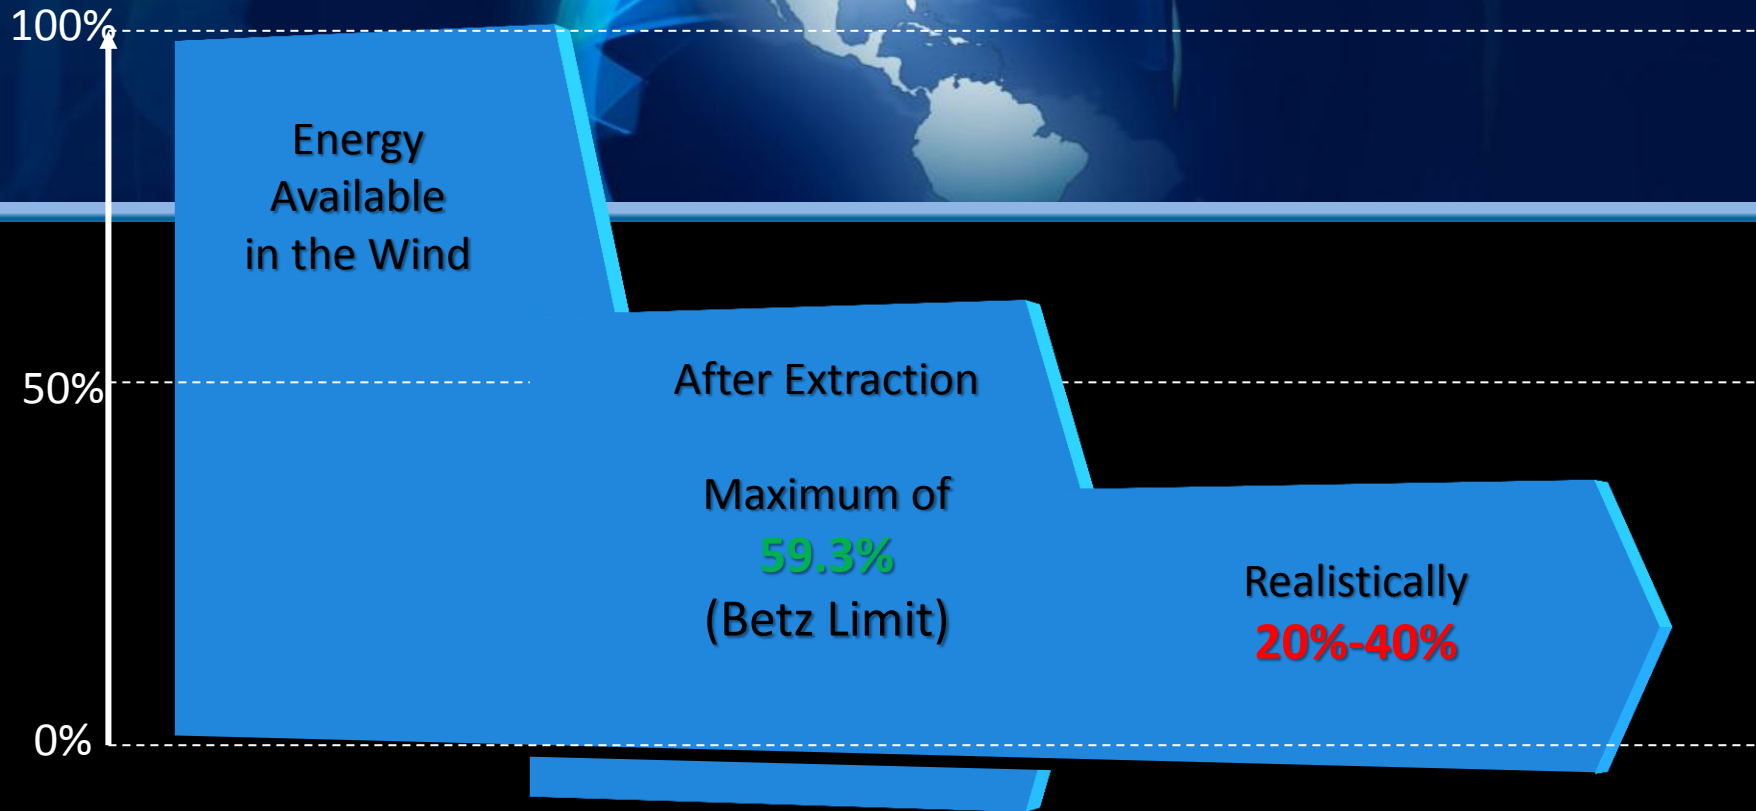 100%
Energy
Available
in the Wind
50%
After Extraction
Maximum of
59.3%
(Betz Limit)
Realistically
20%-40%
0%